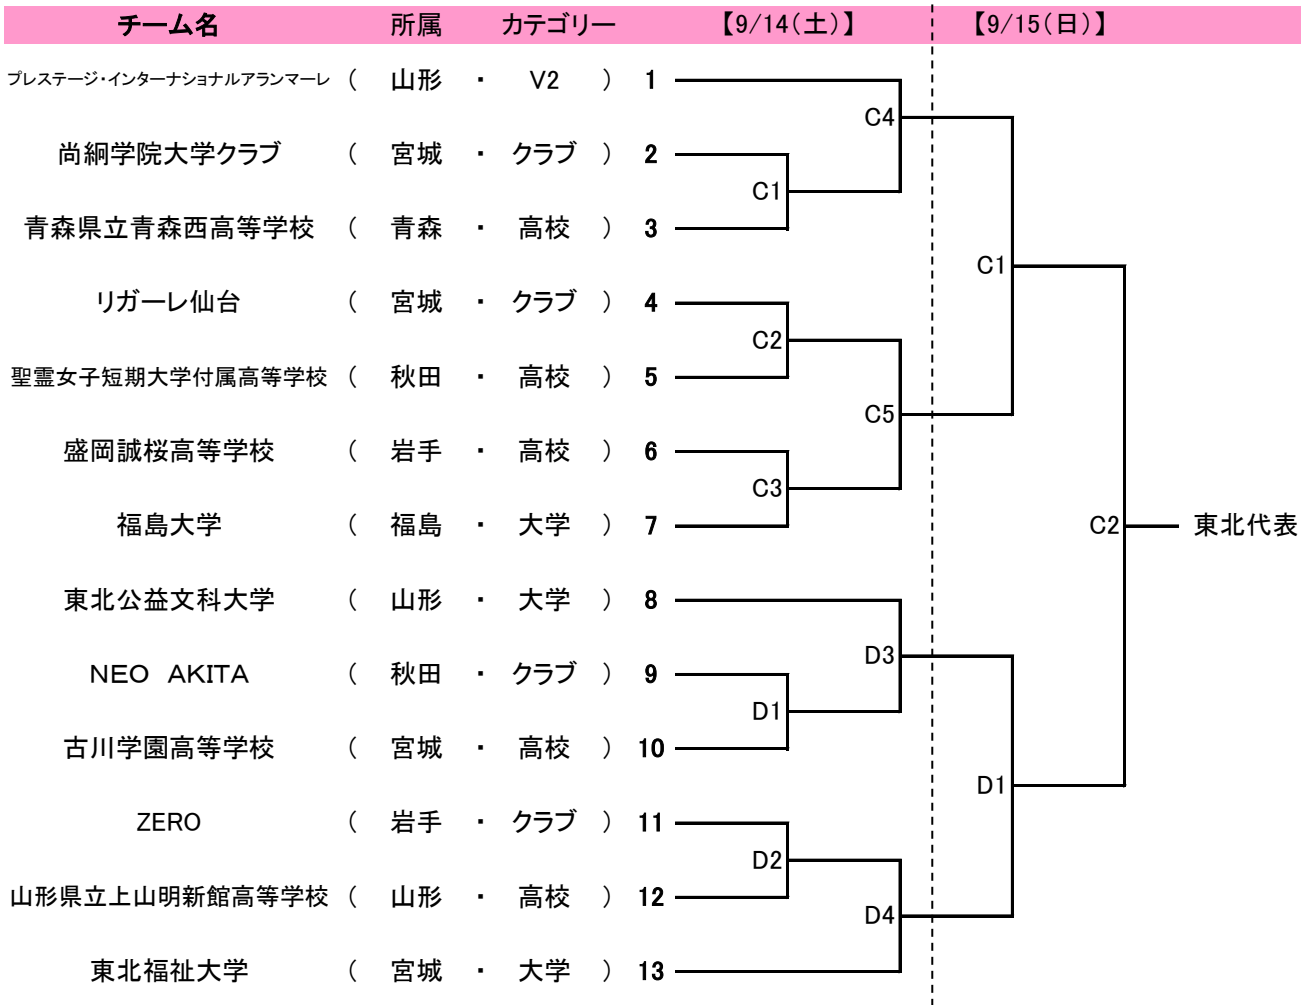 チーム名 所属 カテゴリー 【9/14(土)】 【9/15(日)】
プレステージ・インターナショナルアランマーレ ( 山形 ・ V2 ) 1
C4
尚絅学院大学クラブ ( 宮城 ・ クラブ ) 2
C1
青森県立青森西高等学校 ( 青森 ・ 高校 ) 3
C1
リガーレ仙台 ( 宮城 ・ クラブ ) 4
C2
聖霊女子短期大学付属高等学校 ( 秋田 ・ 高校 ) 5
C5
盛岡誠桜高等学校 ( 岩手 ・ 高校 ) 6
C3
福島大学 ( 福島 ・ 大学 ) 7 C2 東北代表
東北公益文科大学 ( 山形 ・ 大学 ) 8
D3
NEO AKITA ( 秋田 ・ クラブ ) 9
D1
古川学園高等学校 ( 宮城 ・ 高校 ) 10
D1
ZERO ( 岩手 ・ クラブ ) 11
D2
山形県立上山明新館高等学校 ( 山形 ・ 高校 ) 12
D4
東北福祉大学 ( 宮城 ・ 大学 ) 13